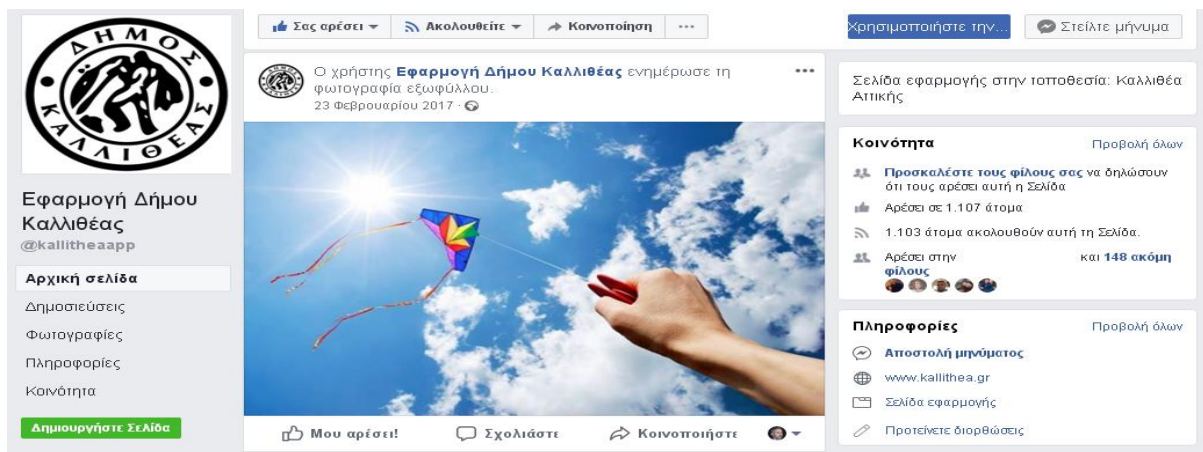 ΔΗΜΟΣ ΚΑΛΛΙΘΕΑΣ
Εφαρμογή Δήμου
Καλλιθέας
@kallitheaapp
Αρχική σελίδα
Δημοσιεύσεις
Φωτογραφίες
Πληροφορίες
Κοινότητα
Δημιουργήστε Σελίδα
Σας αρέσει
Ακολουθείτε
Κοινοποίηση
Ο χρήστης Εφαρμογή Δήμου Καλλιθέας ενημέρωσε τη
φωτογραφία εξωφύλλου.
23 Φεβρουαρίου 2017 ·
Μου αρέσει!
Σχολιάστε
Κοινοποιήστε
Χρησιμοποιήστε την...
Στείλτε μήνυμα
Σελίδα εφαρμογής στην τοποθεσία: Καλλιθέα
Αττικής
Κοινότητα
Προβολή όλων
Προσκαλέστε τους φίλους σας να δηλώσουν
ότι τους αρέσει αυτή η Σελίδα
Αρέσει σε 1.107 άτομα
1.103 άτομα ακολουθούν αυτή τη Σελίδα.
Αρέσει στην και 148 ακόμη
φίλους
Πληροφορίες
Προβολή όλων
Αποστολή μηνύματος
www.kallithea.gr
Σελίδα εφαρμογής
Προτείνετε διορθώσεις